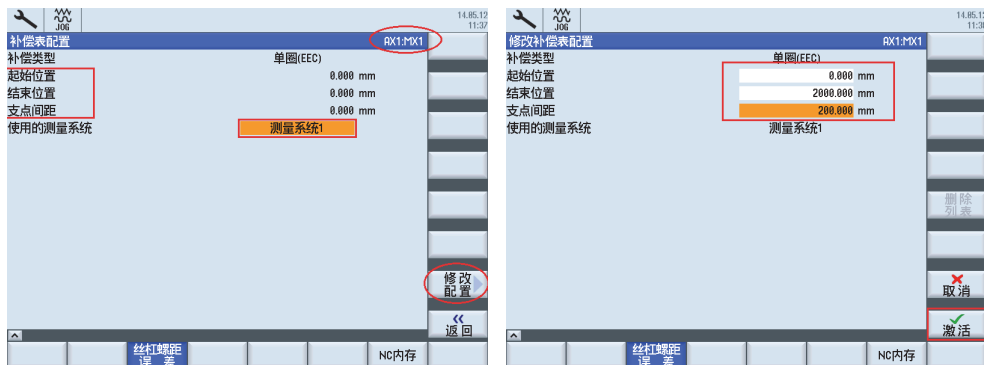 JOG
14.05.12
11:37
补偿表配置
AX1:MX1
补偿类型
单圈(EEC)
起始位置
0.000 mm
结束位置
0.000 mm
支点间距
0.000 mm
使用的测量系统
测量系统1
修改
配置
返回
丝杠螺距
误 差
NC内存
JOG
修改补偿表配置
AX1:MX1
补偿类型
单圈(EEC)
起始位置
0.000 mm
结束位置
2000.000 mm
支点间距
200.000 mm
使用的测量系统
测量系统1
删除
列表
取消
激活
丝杠螺距
误 差
NC内存